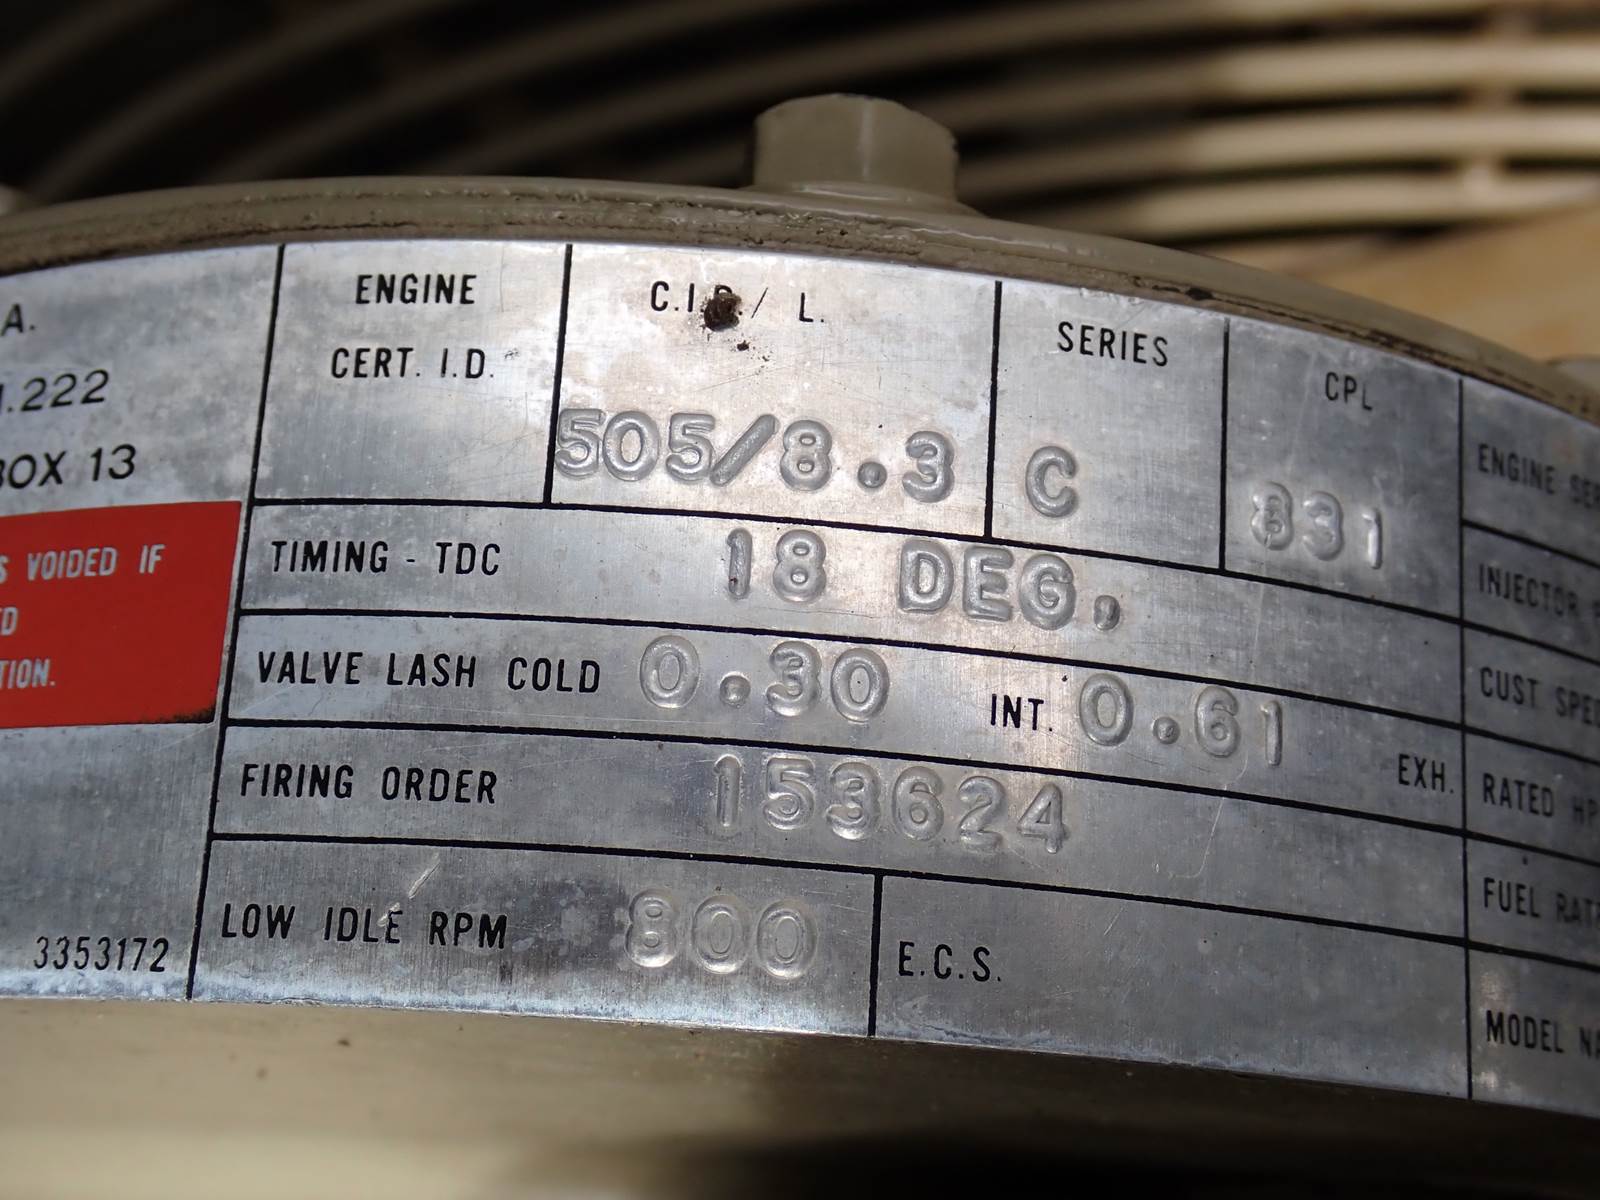 A.
.222
BOX 13
S VOIDED IF
ED
TION.
3353172
ENGINE
CERT. I.D.
C.I.D./ L.
505/8.3
SERIES
C
CPL
831
TIMING - TDC 18 DEG.
VALVE LASH COLD 0.30 INT. 0.61 EXH.
FIRING ORDER 153624
LOW IDLE RPM 800
E.C.S.
ENGINE SER
INJECTOR
CUST SPE
RATED HP
FUEL RAT
MODEL NA